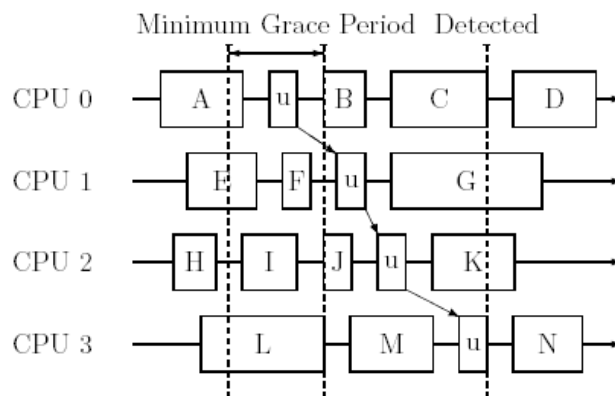 Minimum Grace Period Detected
CPU 0 A u B C D
CPU 1 E F u G
CPU 2 H I J u K
CPU 3 L M u N